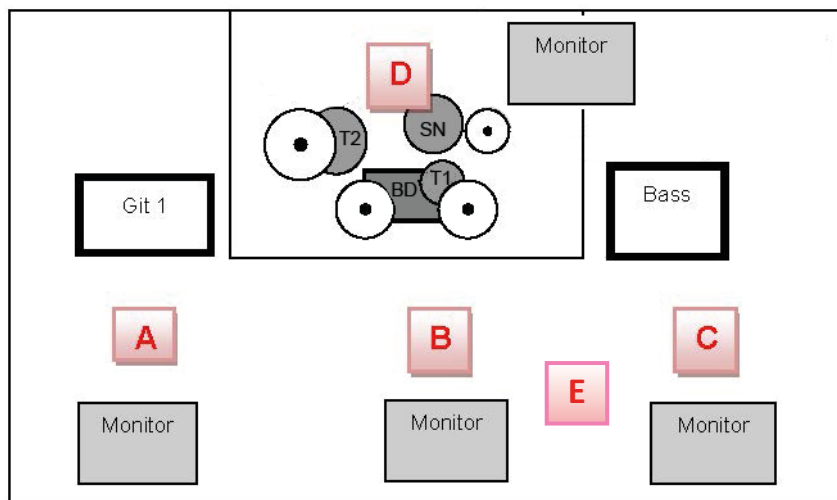 Monitor
D
SN
T2
T1
BD
Git 1
Bass
A
B
C
E
Monitor
Monitor
Monitor